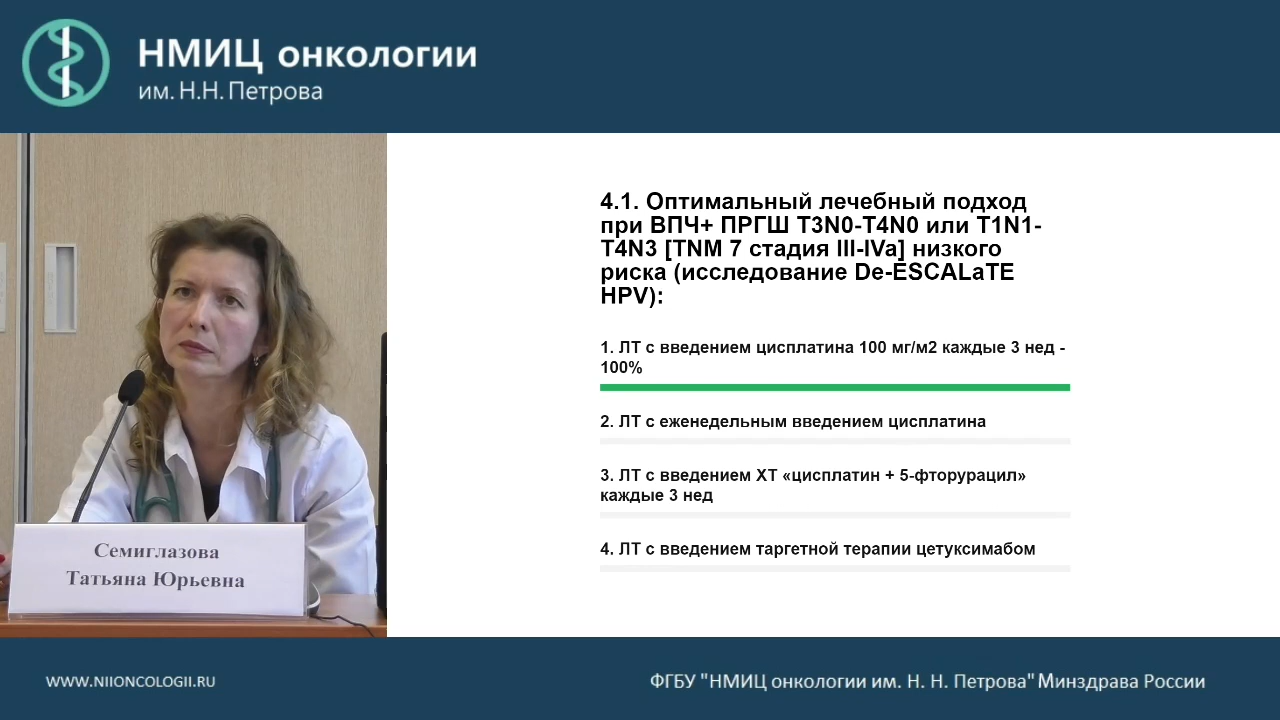 НМИЦ онкологии
им. Н.Н. Петрова
4.1. Оптимальный лечебный подход
при ВПЧ+ ПРГШ T3N0-T4N0 или T1N1-
T4N3 [TNM 7 стадия III-IVa] низкого
риска (исследование De-ESCALaTE
HPV):
1. ЛТ с введением цисплатина 100 мг/м2 каждые 3 нед -
100%
2. ЛТ с еженедельным введением цисплатина
3. ЛТ с введением ХТ «цисплатин + 5-фторурацил»
каждые 3 нед
4. ЛТ с введением таргетной терапии цетуксимабом
Семиглазова
Татьяна Юрьевна
WWW.NIIONCOLOGII.RU
ФГБУ "НМИЦ онкологии им. Н. Н. Петрова" Минздрава России